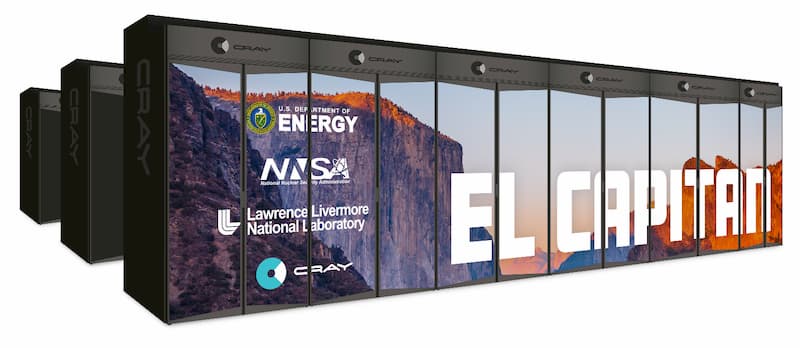 CRAY
CRAY
CRAY
CRAY
CRAY
CRAY
CRAY
CRAY
U.S. DEPARTMENT OF
ENERGY
NNSA
National Nuclear Security Administration
Lawrence Livermore
National Laboratory
CRAY
EL CAPITAN